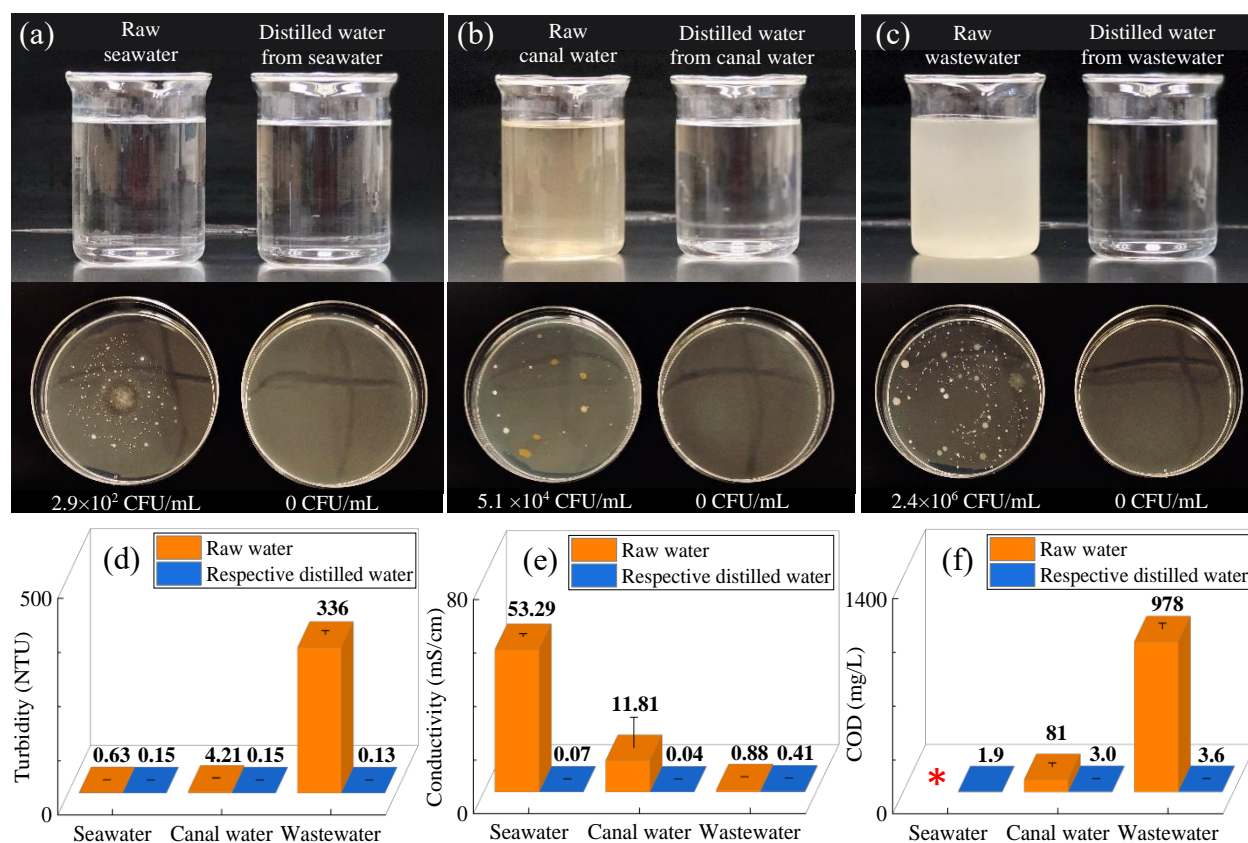 (a)
Raw
seawater
Distilled water
from seawater
(b)
Raw
canal water
Distilled water
from canal water
(c)
Raw
wastewater
Distilled water
from wastewater
2.9×10² CFU/mL
0 CFU/mL
5.1 ×10⁴ CFU/mL
0 CFU/mL
2.4×10⁶ CFU/mL
0 CFU/mL
(d)
Raw water
Respective distilled water
Turbidity (NTU)
500
0
0.63
0.15
4.21
0.15
336
0.13
Seawater
Canal water
Wastewater
(e)
Raw water
Respective distilled water
Conductivity (mS/cm)
80
40
0
53.29
0.07
11.81
0.04
0.88
0.41
Seawater
Canal water
Wastewater
(f)
Raw water
Respective distilled water
COD (mg/L)
1400
0
*
1.9
81
3.0
978
3.6
Seawater
Canal water
Wastewater